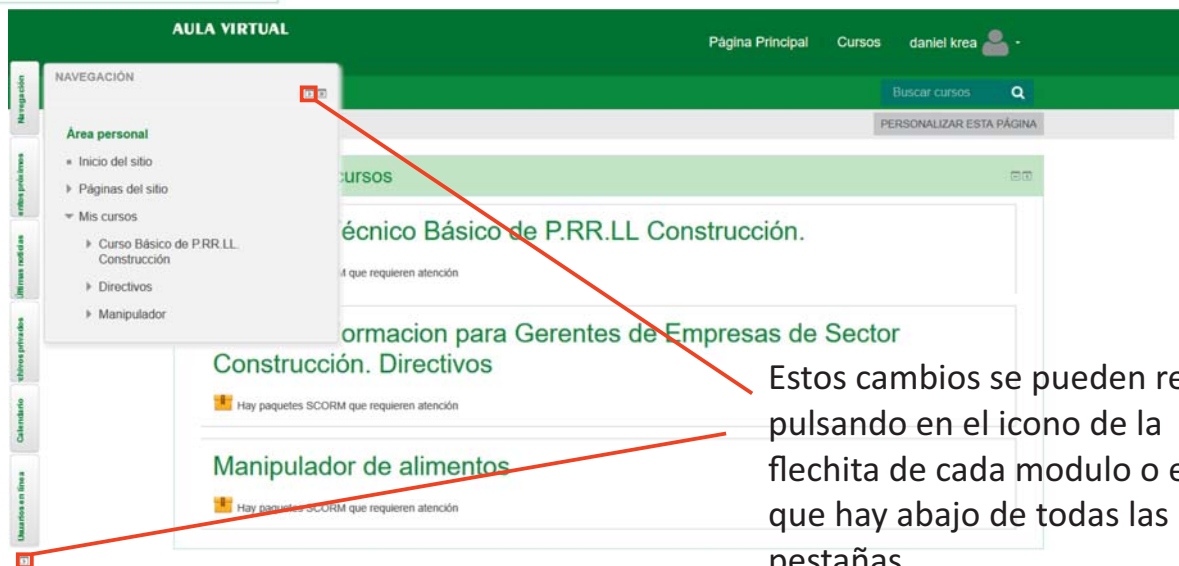 AULA VIRTUAL
Página Principal Cursos daniel krea
Navegación
NAVEGACIÓN
Buscar cursos
PERSONALIZAR ESTA PÁGINA
Área personal
Inicio del sitio
Páginas del sitio
Mis cursos
Curso Básico de P.RR.LL.
Construcción
Directivos
Manipulador
próximos
Últimas noticias
privados
Calendario
Usuarios en línea
cursos
écnico Básico de P.RR.LL Construcción.
que requieren atención
ormacion para Gerentes de Empresas de Sector
Construcción. Directivos
Hay paquetes SCORM que requieren atención
Manipulador de alimentos
Hay paquetes SCORM que requieren atención
Estos cambios se pueden re
pulsando en el icono de la
flechita de cada modulo o e
que hay abajo de todas las
pestañas